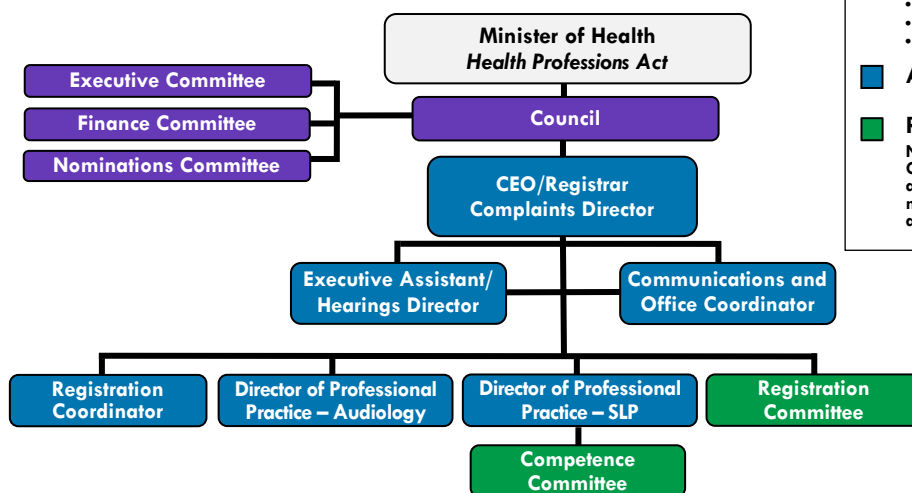 Minister of Health
Health Professions Act
Executive Committee
Finance Committee
Nominations Committee
Council
CEO/Registrar
Complaints Director
Executive Assistant/
Hearings Director
Communications and
Office Coordinator
Registration
Coordinator
Director of Professional
Practice – Audiology
Director of Professional
Practice – SLP
Registration
Committee
Competence
Committee